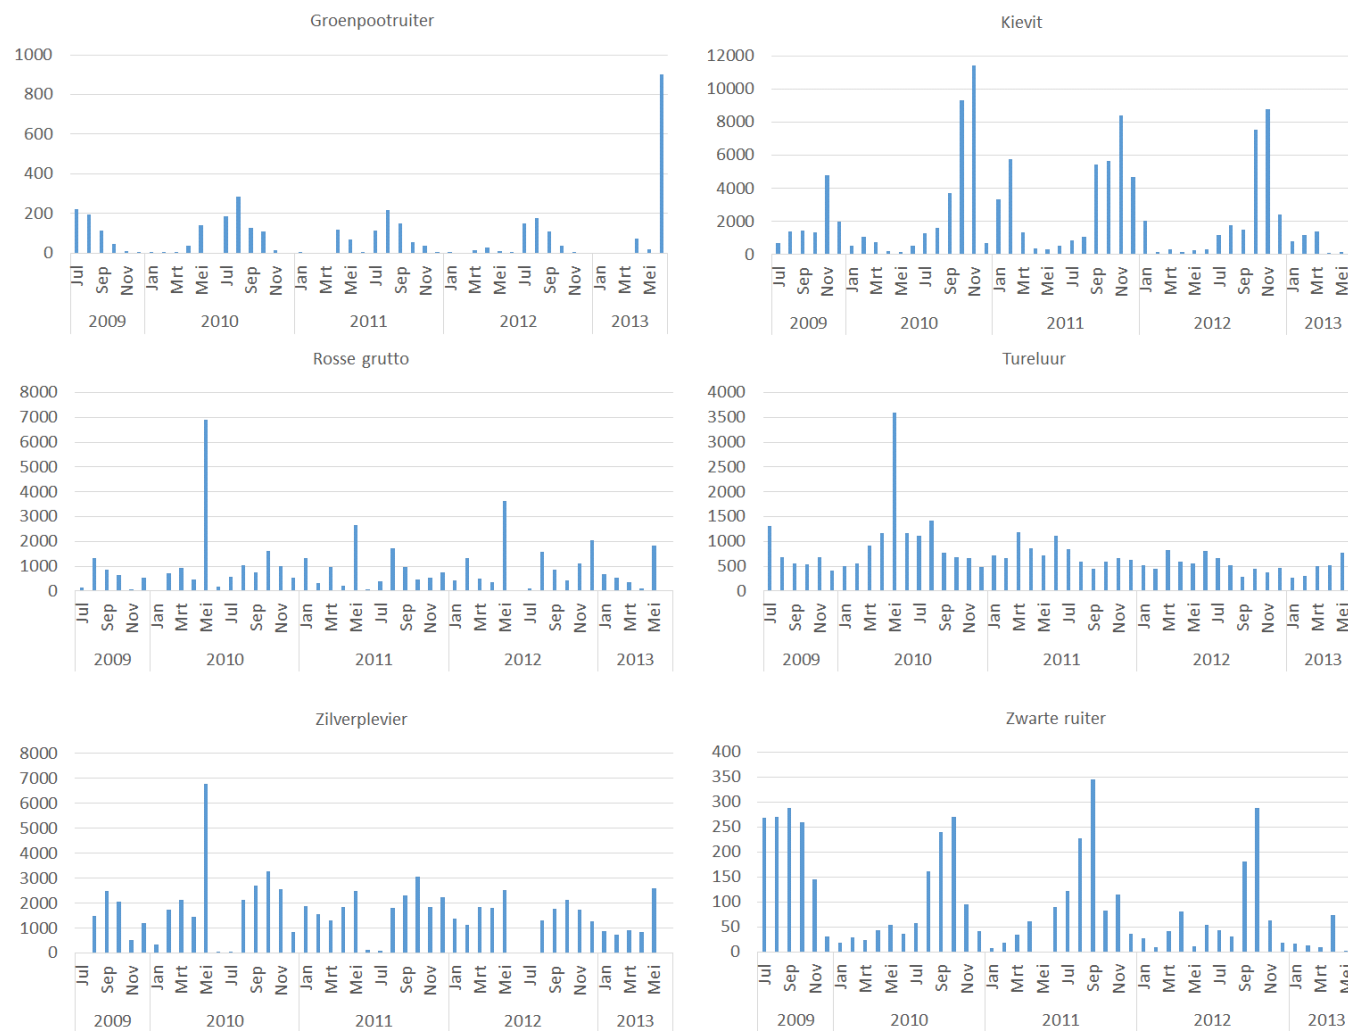 Groenpootruiter
1000
800
600
400
200
0
Jul Sep Nov Jan Mrt Mei Jul Sep Nov Jan Mrt Mei Jul Sep Nov Jan Mrt Mei Jul Sep Nov Jan Mrt Mei
2009 2010 2011 2012 2013
Kievit
12000
10000
8000
6000
4000
2000
0
Jul Sep Nov Jan Mrt Mei Jul Sep Nov Jan Mrt Mei Jul Sep Nov Jan Mrt Mei Jul Sep Nov Jan Mrt Mei
2009 2010 2011 2012 2013
Rosse grutto
8000
7000
6000
5000
4000
3000
2000
1000
0
Jul Sep Nov Jan Mrt Mei Jul Sep Nov Jan Mrt Mei Jul Sep Nov Jan Mrt Mei Jul Sep Nov Jan Mrt Mei
2009 2010 2011 2012 2013
Tureluur
4000
3500
3000
2500
2000
1500
1000
500
0
Jul Sep Nov Jan Mrt Mei Jul Sep Nov Jan Mrt Mei Jul Sep Nov Jan Mrt Mei Jul Sep Nov Jan Mrt Mei
2009 2010 2011 2012 2013
Zilverplevier
8000
7000
6000
5000
4000
3000
2000
1000
0
Jul Sep Nov Jan Mrt Mei Jul Sep Nov Jan Mrt Mei Jul Sep Nov Jan Mrt Mei Jul Sep Nov Jan Mrt Mei
2009 2010 2011 2012 2013
Zwarte ruiter
400
350
300
250
200
150
100
50
0
Jul Sep Nov Jan Mrt Mei Jul Sep Nov Jan Mrt Mei Jul Sep Nov Jan Mrt Mei Jul Sep Nov Jan Mrt Mei
2009 2010 2011 2012 2013